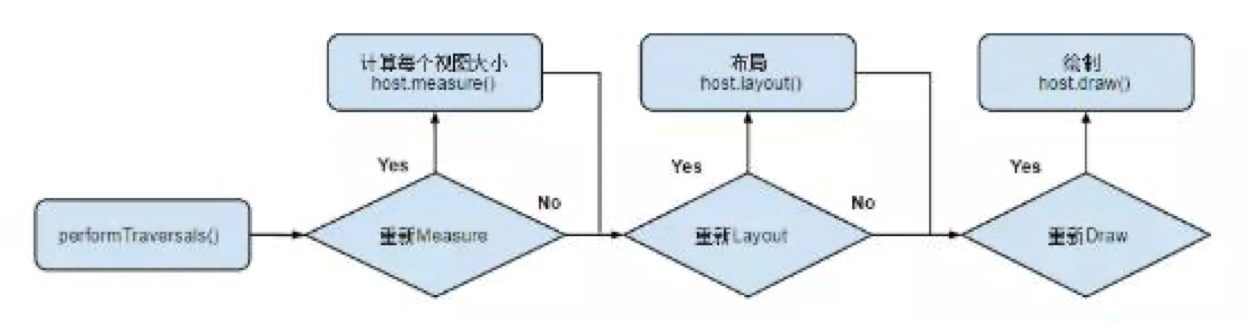 计算每个视图大小
host.measure()
布局
host.layout()
绘制
host.draw()
Yes
Yes
Yes
No
No
performTraversals()
重新Measure
重新Layout
重新Draw